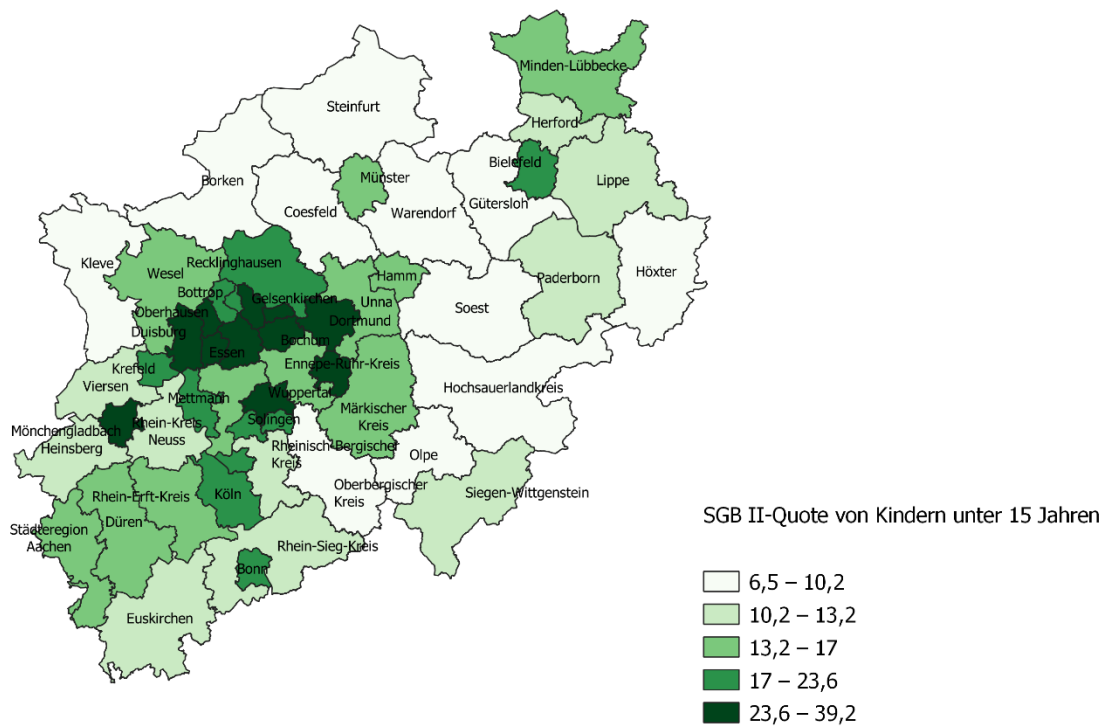 Minden-Lübbecke
Steinfurt
Herford
Bielefeld
Borken
Münster
Lippe
Coesfeld
Warendorf
Gütersloh
Kleve
Recklinghausen
Wesel
Hamm
Paderborn
Höxter
Bottrop
Gelsenkirchen
Unna
Soest
Oberhausen
Dortmund
Duisburg
Bochum
Essen
Ennepe-Ruhr-Kreis
Krefeld
Viersen
Hochsauerlandkreis
Mettmann
Wuppertal
Märkischer
Kreis
Solingen
Mönchengladbach
Rhein-Kreis
Neuss
Heinsberg
Rheinisch-Bergischer
Kreis
Olpe
Rhein-Erft-Kreis
Köln
Oberbergischer
Kreis
Siegen-Wittgenstein
Düren
Städteregion
Aachen
Rhein-Sieg-Kreis
Bonn
Euskirchen
SGB II-Quote von Kindern unter 15 Jahren
6,5 – 10,2
10,2 – 13,2
13,2 – 17
17 – 23,6
23,6 – 39,2